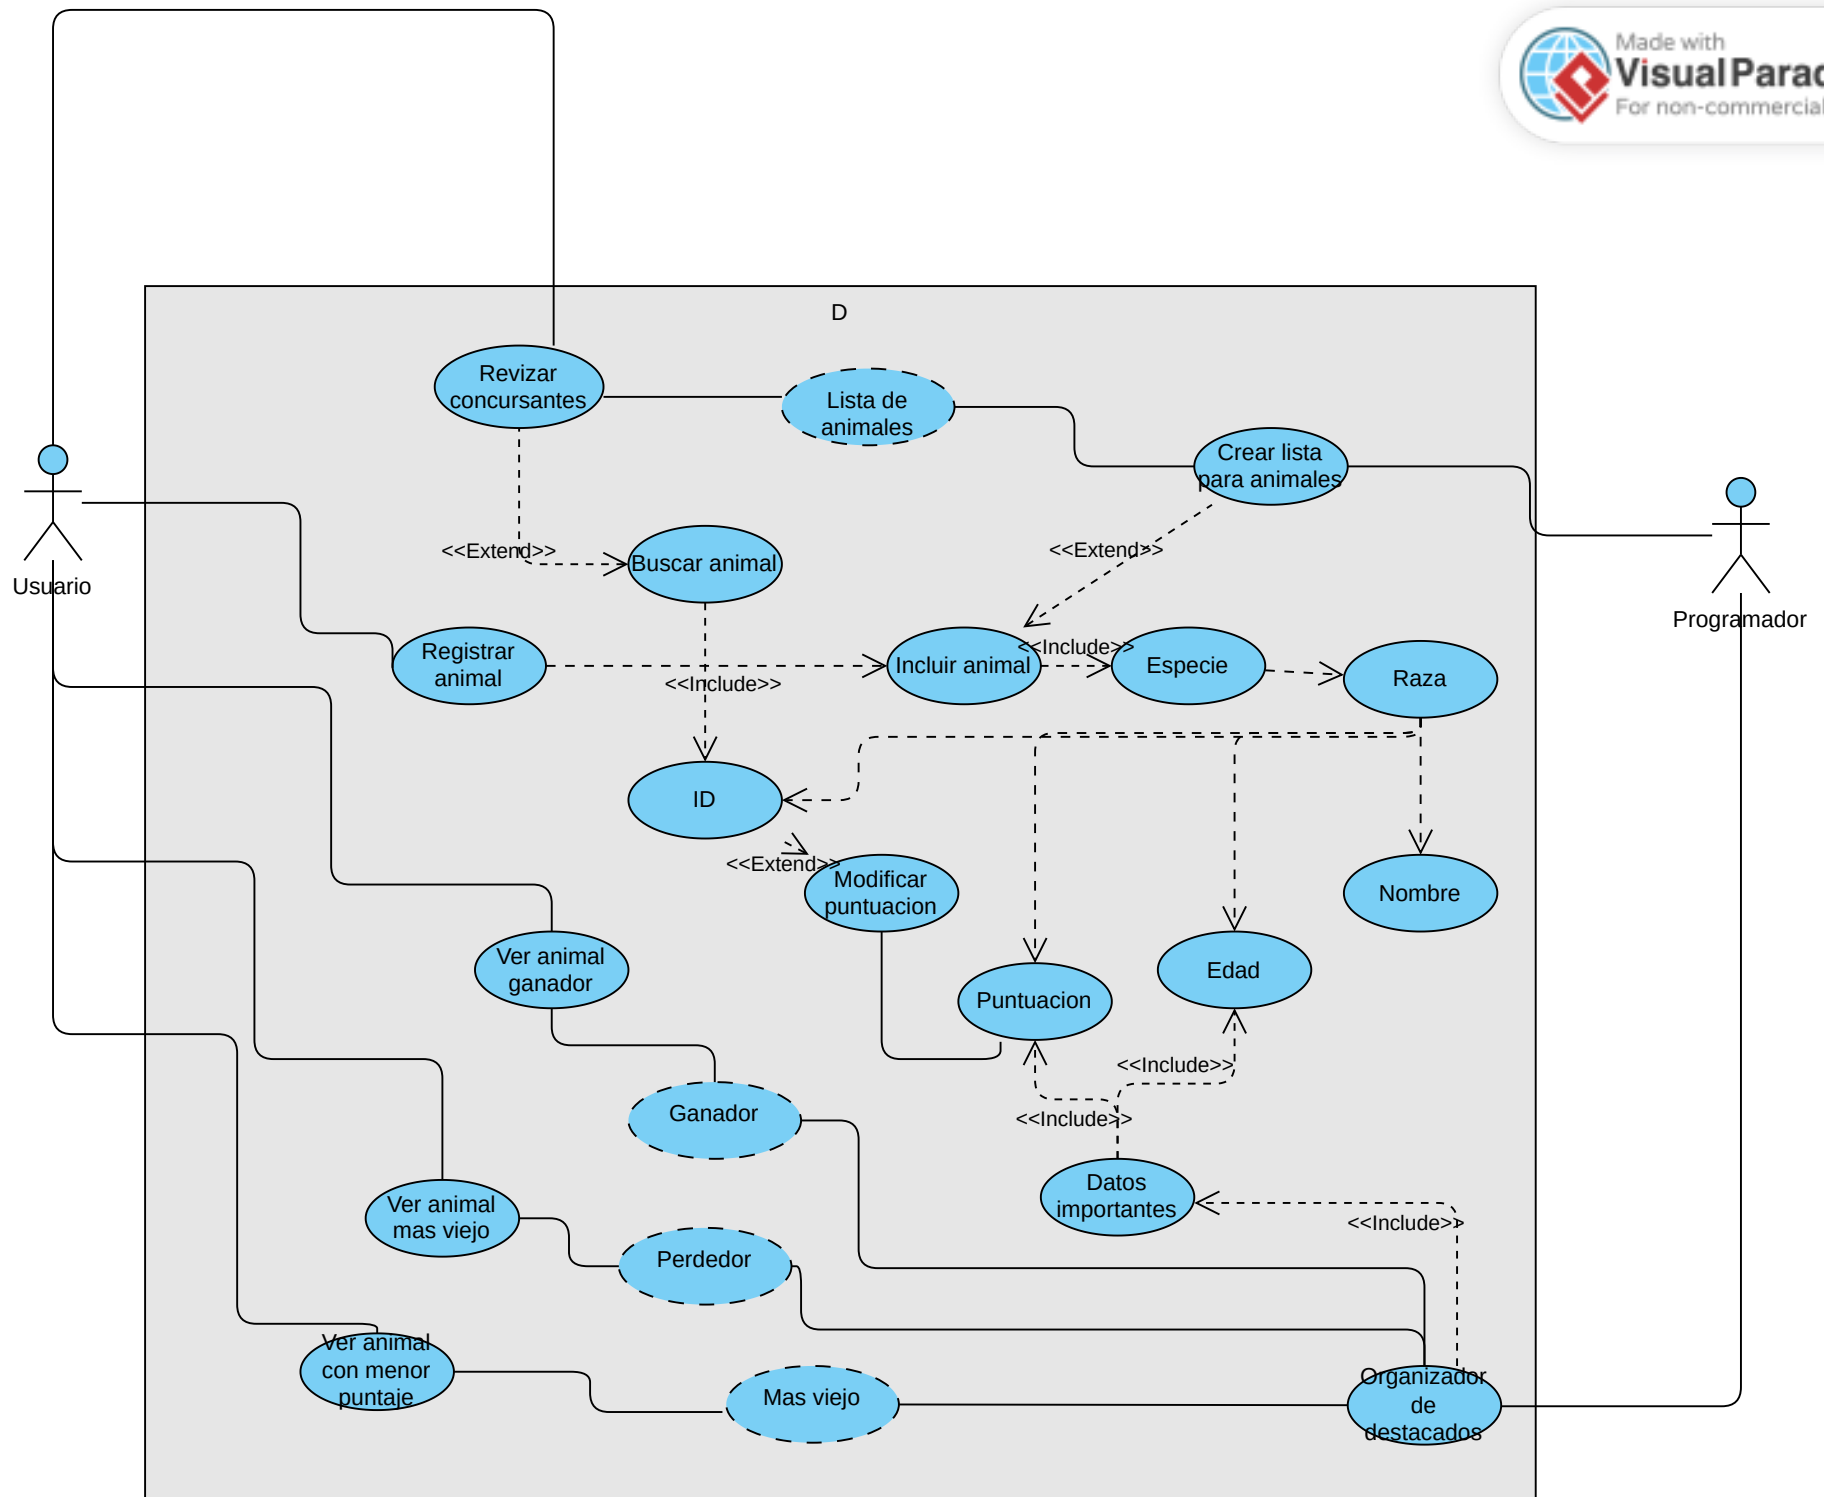 Made with
Visual Parad
For non-commercial
D
Revizar
concursantes
Lista de
animales
Crear lista
para animales
<<Extend>>
Buscar animal
<<Extend>>
Usuario
Programador
Registrar
animal
<<Include>>
Incluir animal
<<Include>>
Especie
Raza
ID
<<Extend>>
Modificar
puntuacion
Nombre
Ver animal
ganador
Puntuacion
Edad
<<Include>>
<<Include>>
Ganador
Datos
importantes
<<Include>>
Ver animal
mas viejo
Perdedor
Ver animal
con menor
puntaje
Mas viejo
Organizador
de
destacados